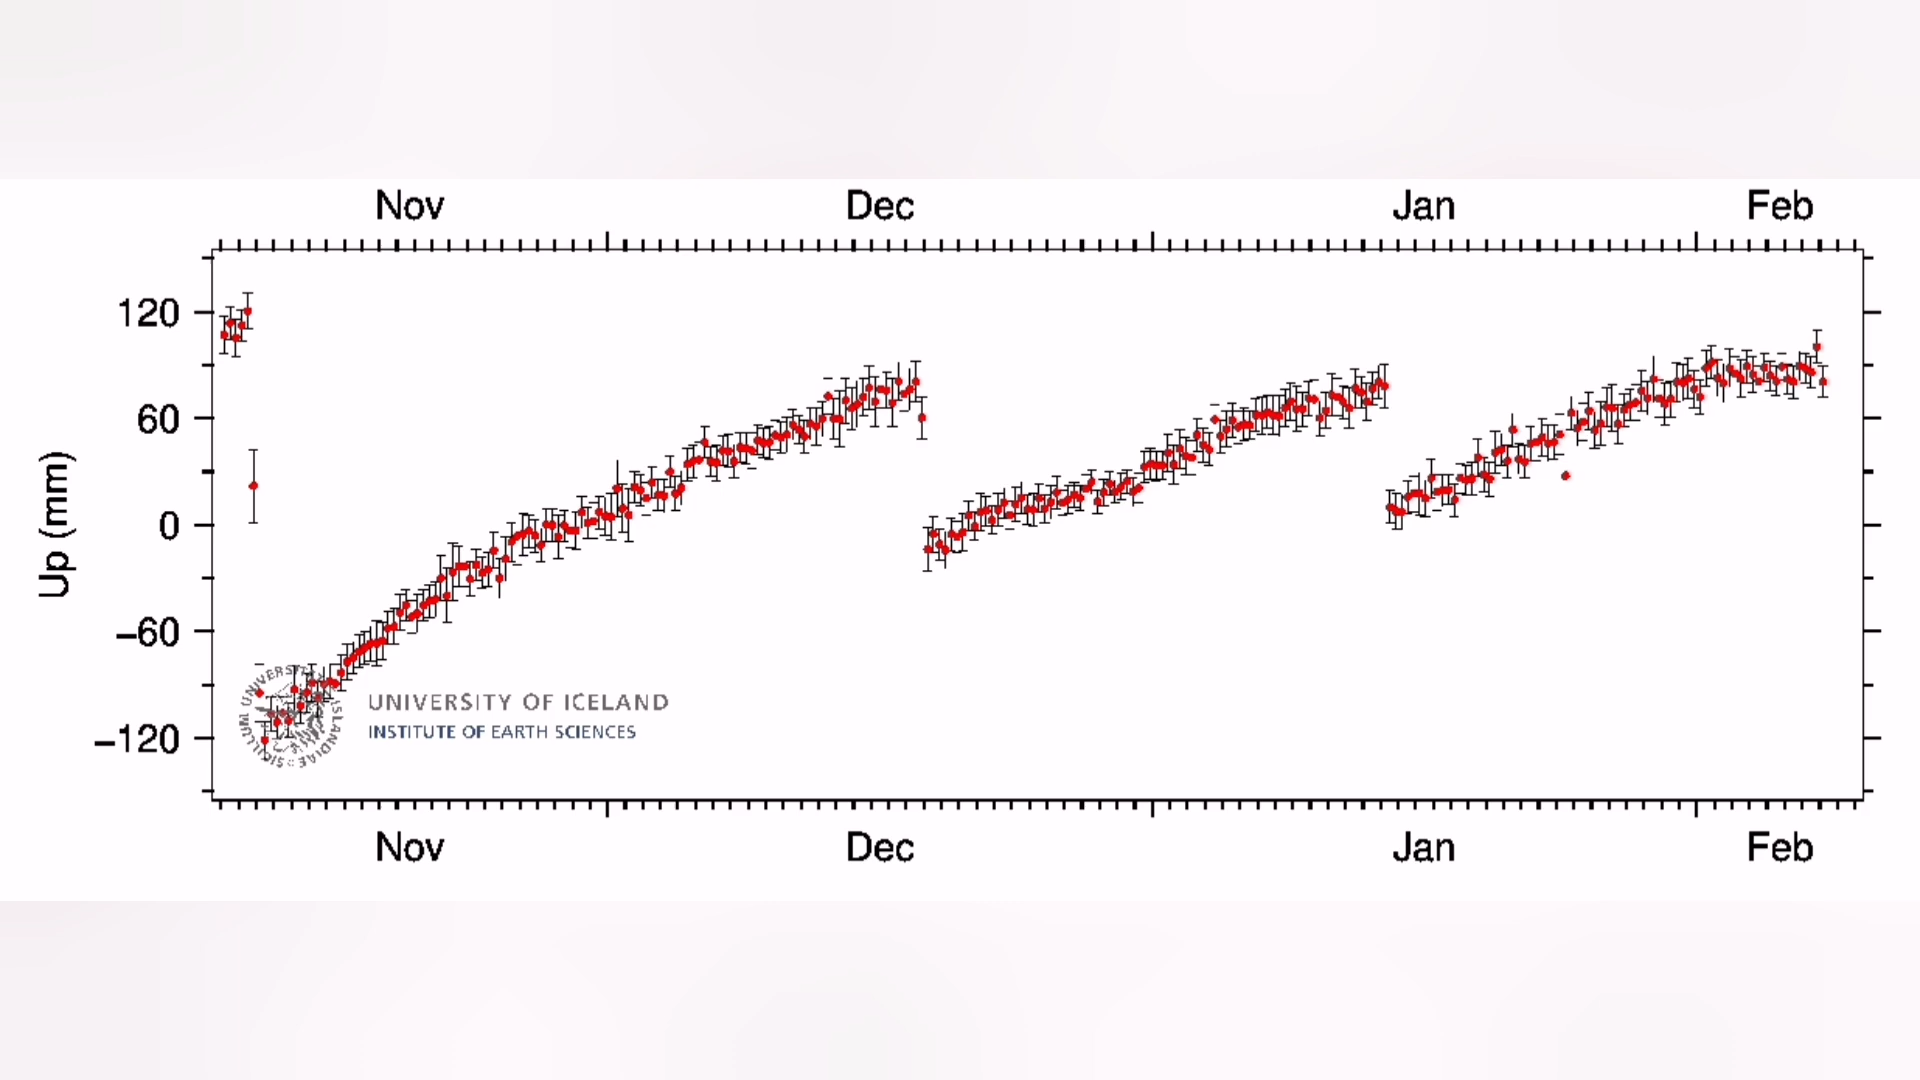 Nov Dec Jan Feb
120
60
0
−60
−120
Up (mm)
UNIVERSITY OF ICELAND
INSTITUTE OF EARTH SCIENCES
Nov Dec Jan Feb